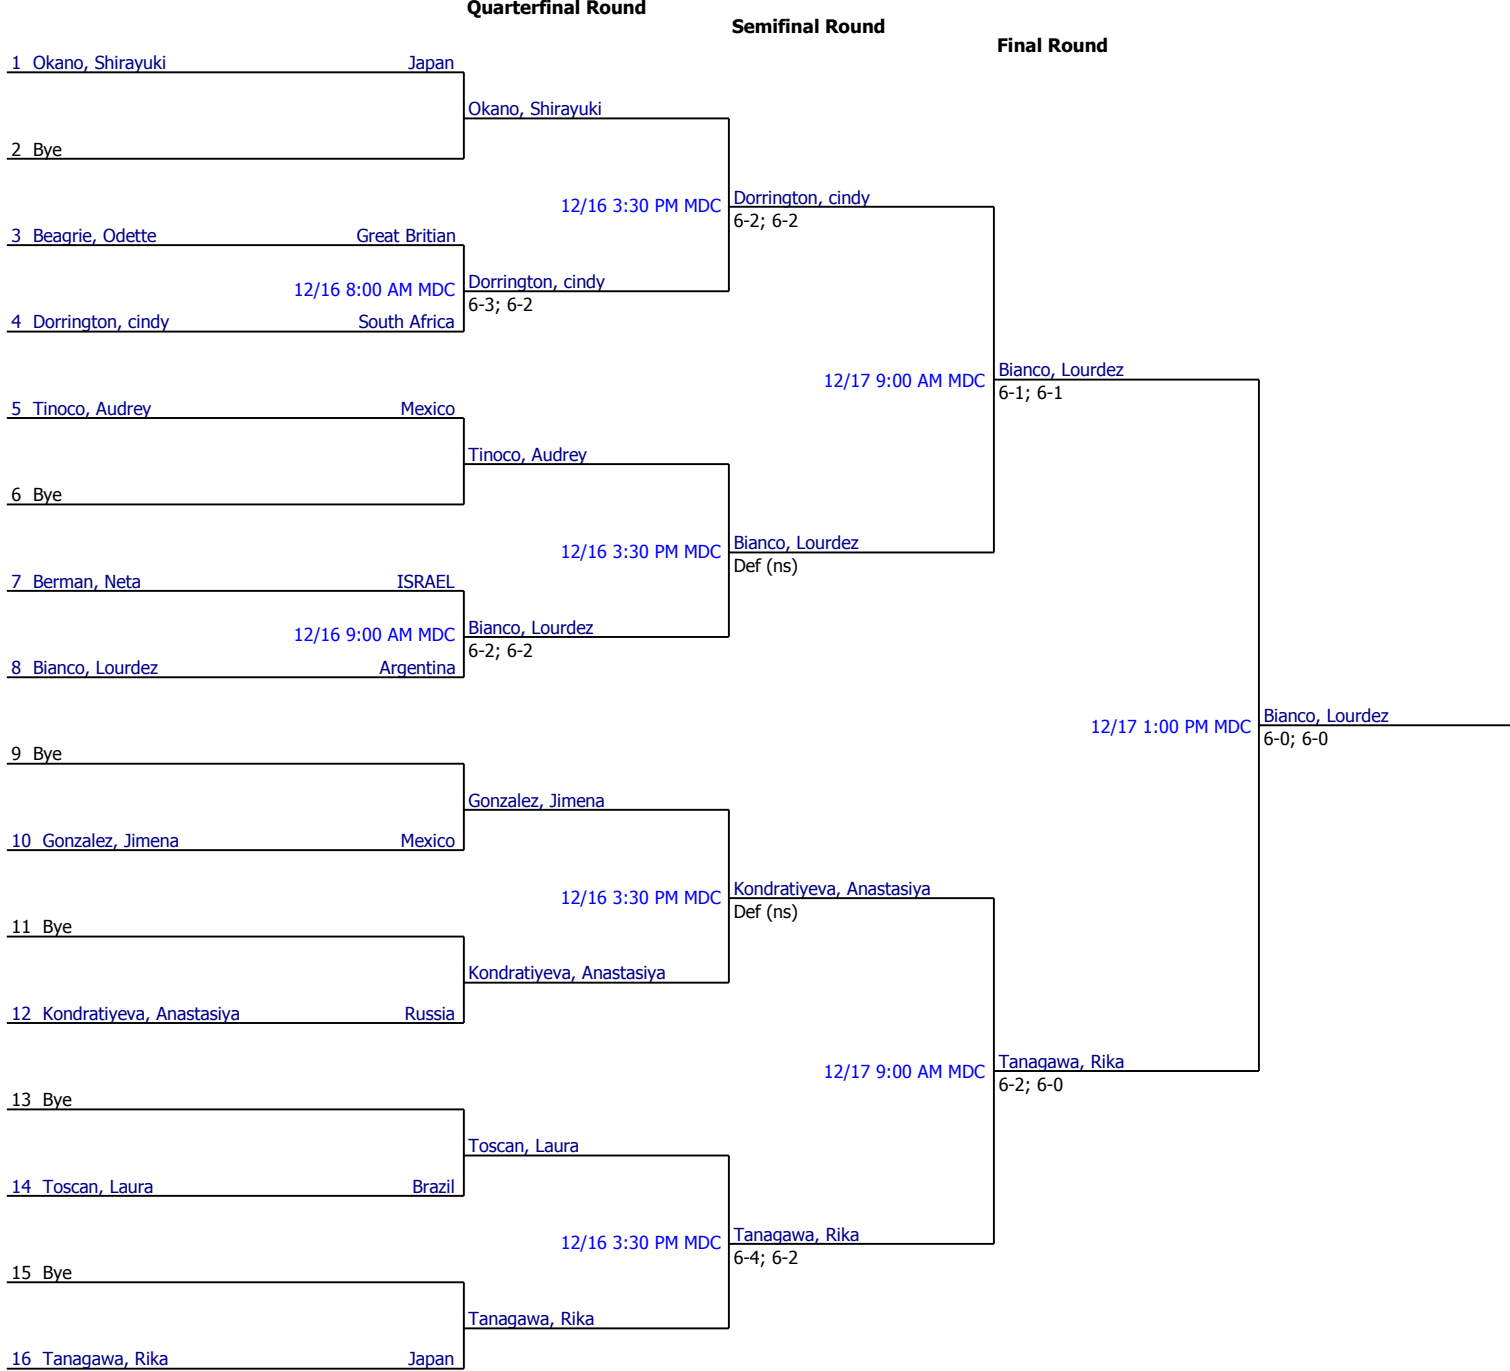 Quarterfinal Round
Semifinal Round
Final Round
1 Okano, Shirayuki Japan
Okano, Shirayuki
2 Bye
12/16 3:30 PM MDC Dorrington, cindy
6-2; 6-2
3 Beagrie, Odette Great Britian
12/16 8:00 AM MDC Dorrington, cindy
6-3; 6-2
4 Dorrington, cindy South Africa
12/17 9:00 AM MDC Bianco, Lourdez
6-1; 6-1
5 Tinoco, Audrey Mexico
Tinoco, Audrey
6 Bye
12/16 3:30 PM MDC Bianco, Lourdez
Def (ns)
7 Berman, Neta ISRAEL
12/16 9:00 AM MDC Bianco, Lourdez
6-2; 6-2
8 Bianco, Lourdez Argentina
12/17 1:00 PM MDC Bianco, Lourdez
6-0; 6-0
9 Bye
Gonzalez, Jimena
10 Gonzalez, Jimena Mexico
12/16 3:30 PM MDC Kondratiyeva, Anastasiya
Def (ns)
11 Bye
Kondratiyeva, Anastasiya
12 Kondratiyeva, Anastasiya Russia
12/17 9:00 AM MDC Tanagawa, Rika
6-2; 6-0
13 Bye
Toscan, Laura
14 Toscan, Laura Brazil
12/16 3:30 PM MDC Tanagawa, Rika
6-4; 6-2
15 Bye
Tanagawa, Rika
16 Tanagawa, Rika Japan